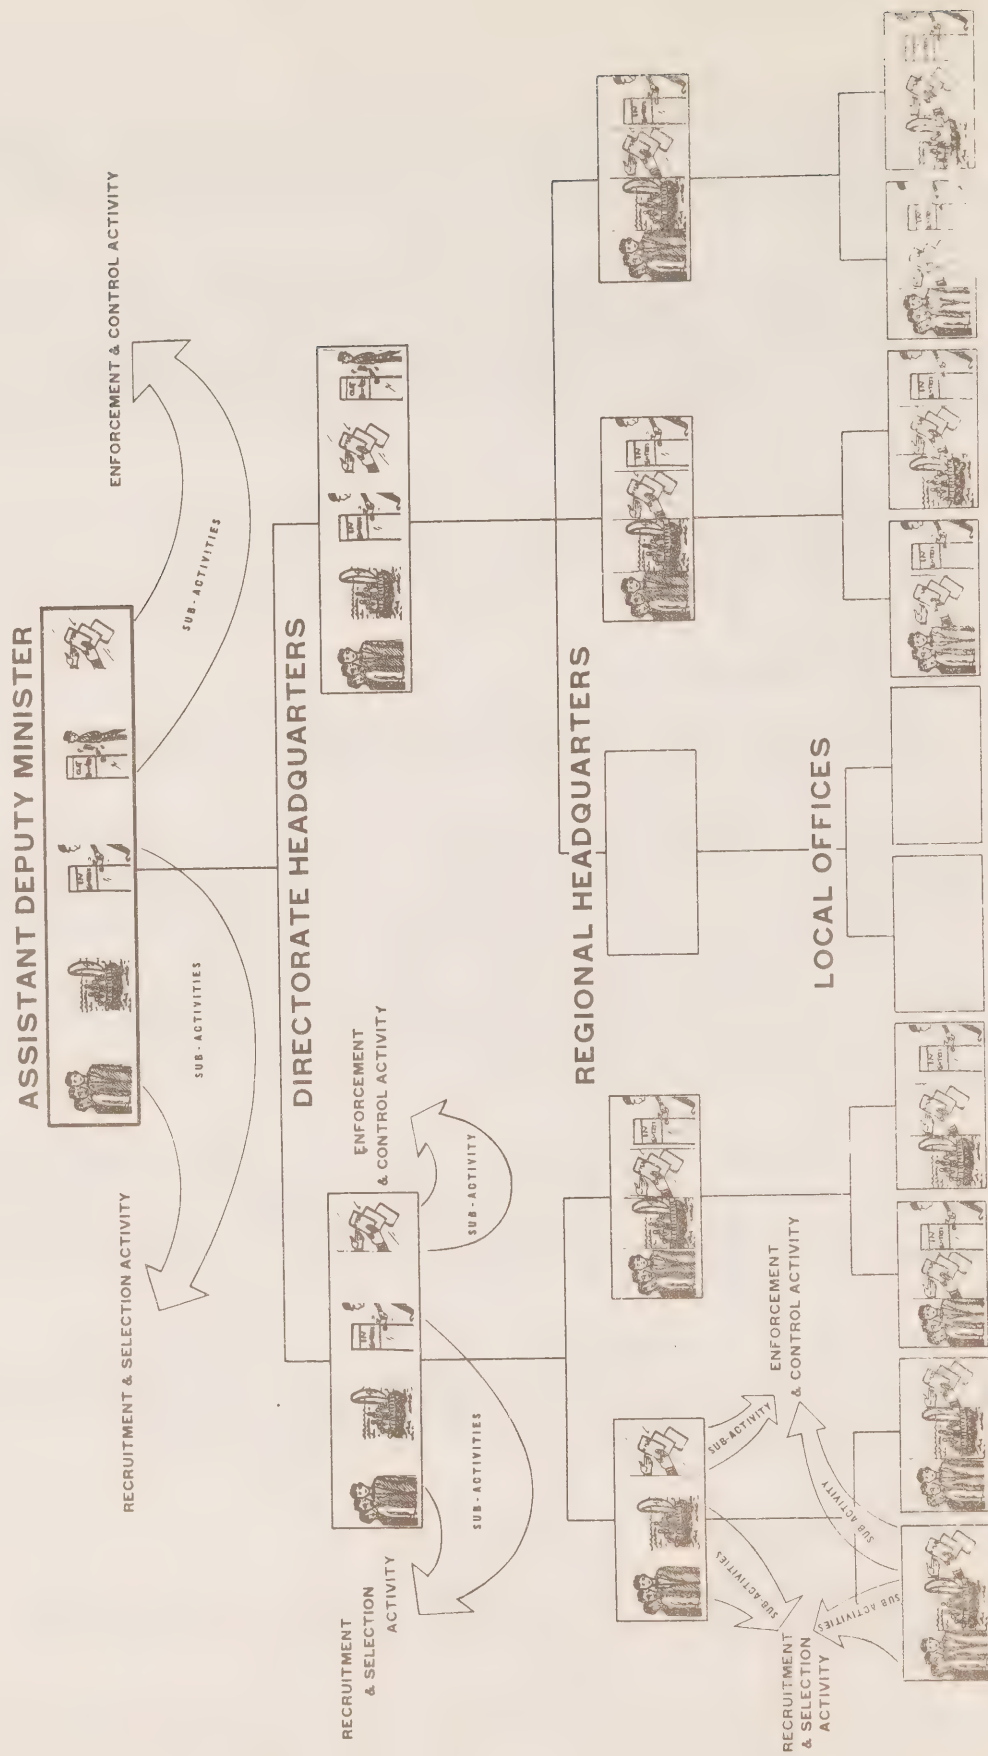 ASSISTANT DEPUTY MINISTER
RECRUITMENT & SELECTION ACTIVITY
SUB-ACTIVITIES
SUB-ACTIVITIES
ENFORCEMENT & CONTROL ACTIVITY
OUT
DIRECTORATE HEADQUARTERS
RECRUITMENT
& SELECTION
ACTIVITY
SUB-ACTIVITIES
SUB-ACTIVITY
ENFORCEMENT
& CONTROL ACTIVITY
OUT
REGIONAL HEADQUARTERS
SUB ACTIVITIES
SUB-ACTIVITY
ENFORCEMENT
& CONTROL ACTIVITY
RECRUITMENT
& SELECTION
ACTIVITY
SUB ACTIVITIES
SUB ACTIVITY
LOCAL OFFICES